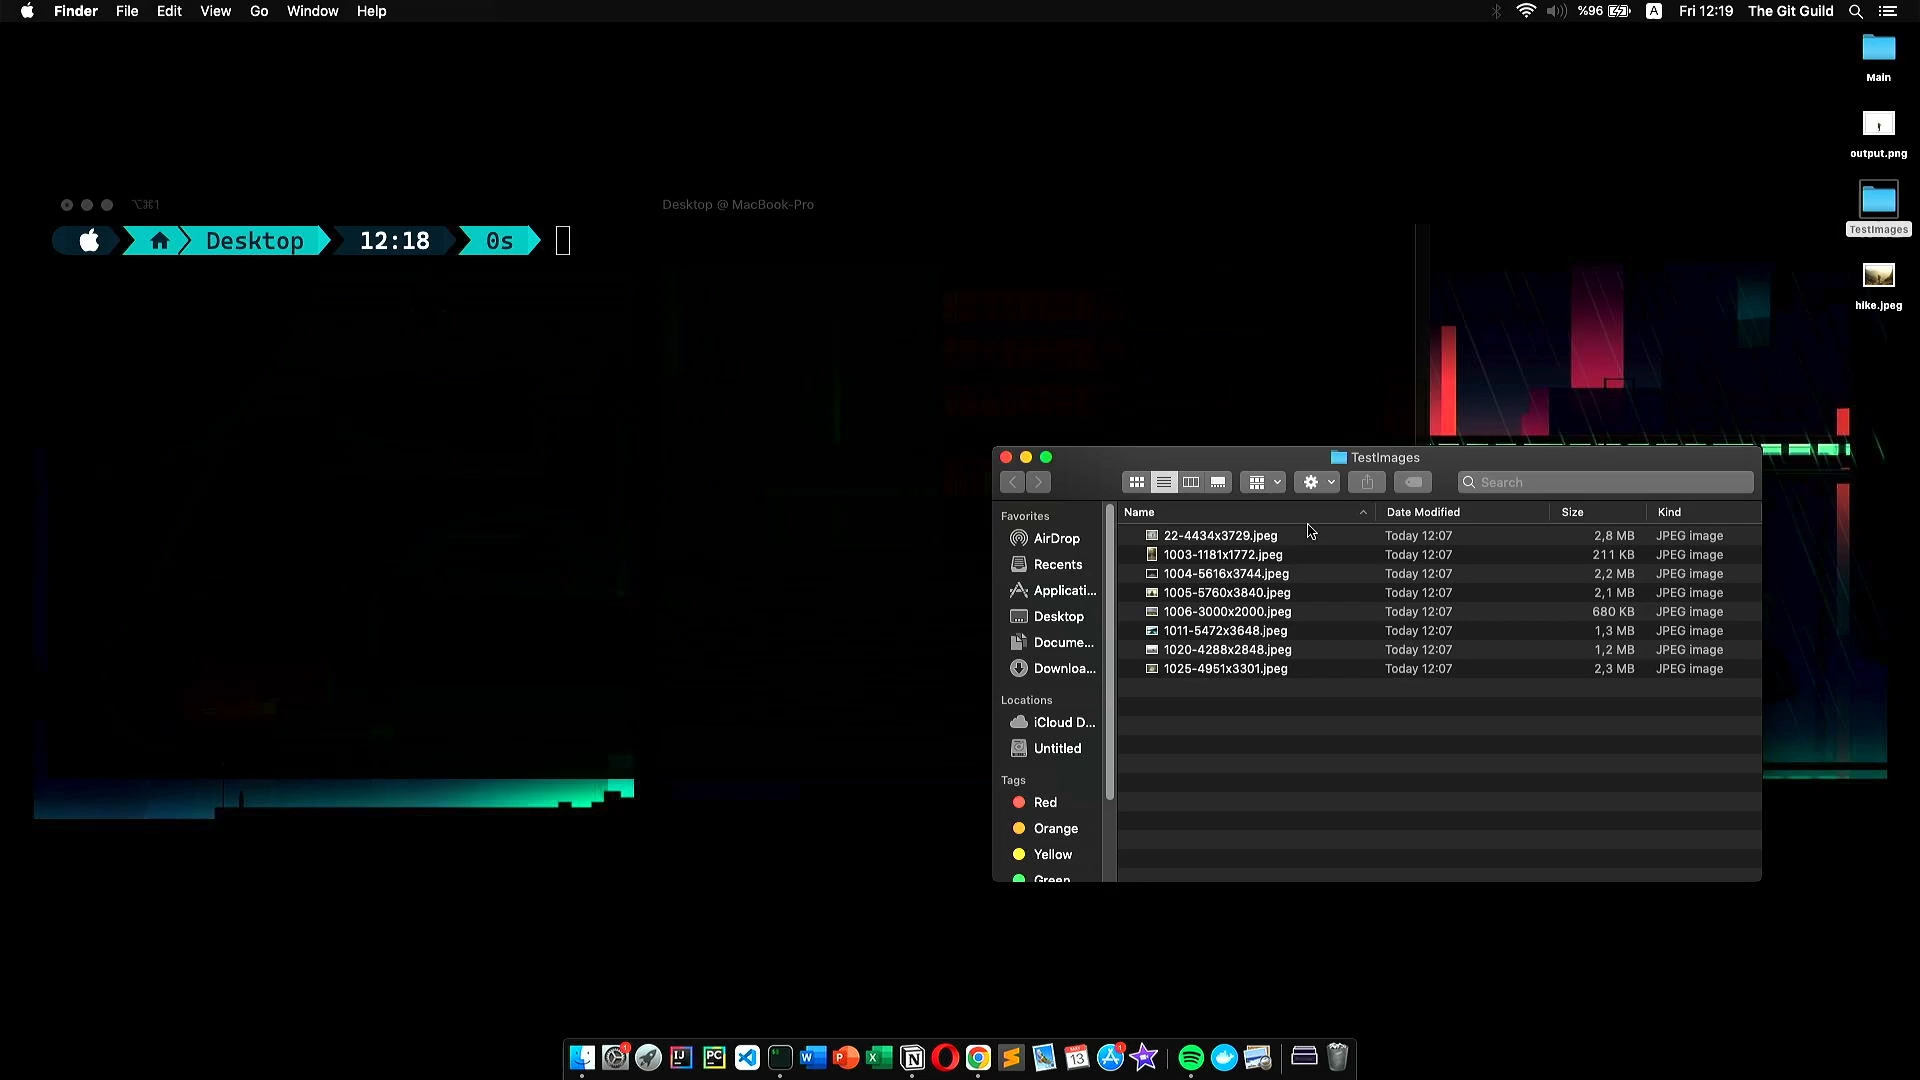 Finder File Edit View Go Window Help %96 A Fri 12:19 The Git Guild
Main
output.png
TestImages
hike.jpeg
⌥⌘1 Desktop @ MacBook-Pro
Desktop 12:18 0s
TestImages
Search
Favorites
AirDrop
Recents
Applicati...
Desktop
Docume...
Downloa...
Locations
iCloud D...
Untitled
Tags
Red
Orange
Yellow
Green
Name Date Modified Size Kind
22-4434x3729.jpeg Today 12:07 2,8 MB JPEG image
1003-1181x1772.jpeg Today 12:07 211 KB JPEG image
1004-5616x3744.jpeg Today 12:07 2,2 MB JPEG image
1005-5760x3840.jpeg Today 12:07 2,1 MB JPEG image
1006-3000x2000.jpeg Today 12:07 680 KB JPEG image
1011-5472x3648.jpeg Today 12:07 1,3 MB JPEG image
1020-4288x2848.jpeg Today 12:07 1,2 MB JPEG image
1025-4951x3301.jpeg Today 12:07 2,3 MB JPEG image
1 IJ PC W P X N MAY 13 1